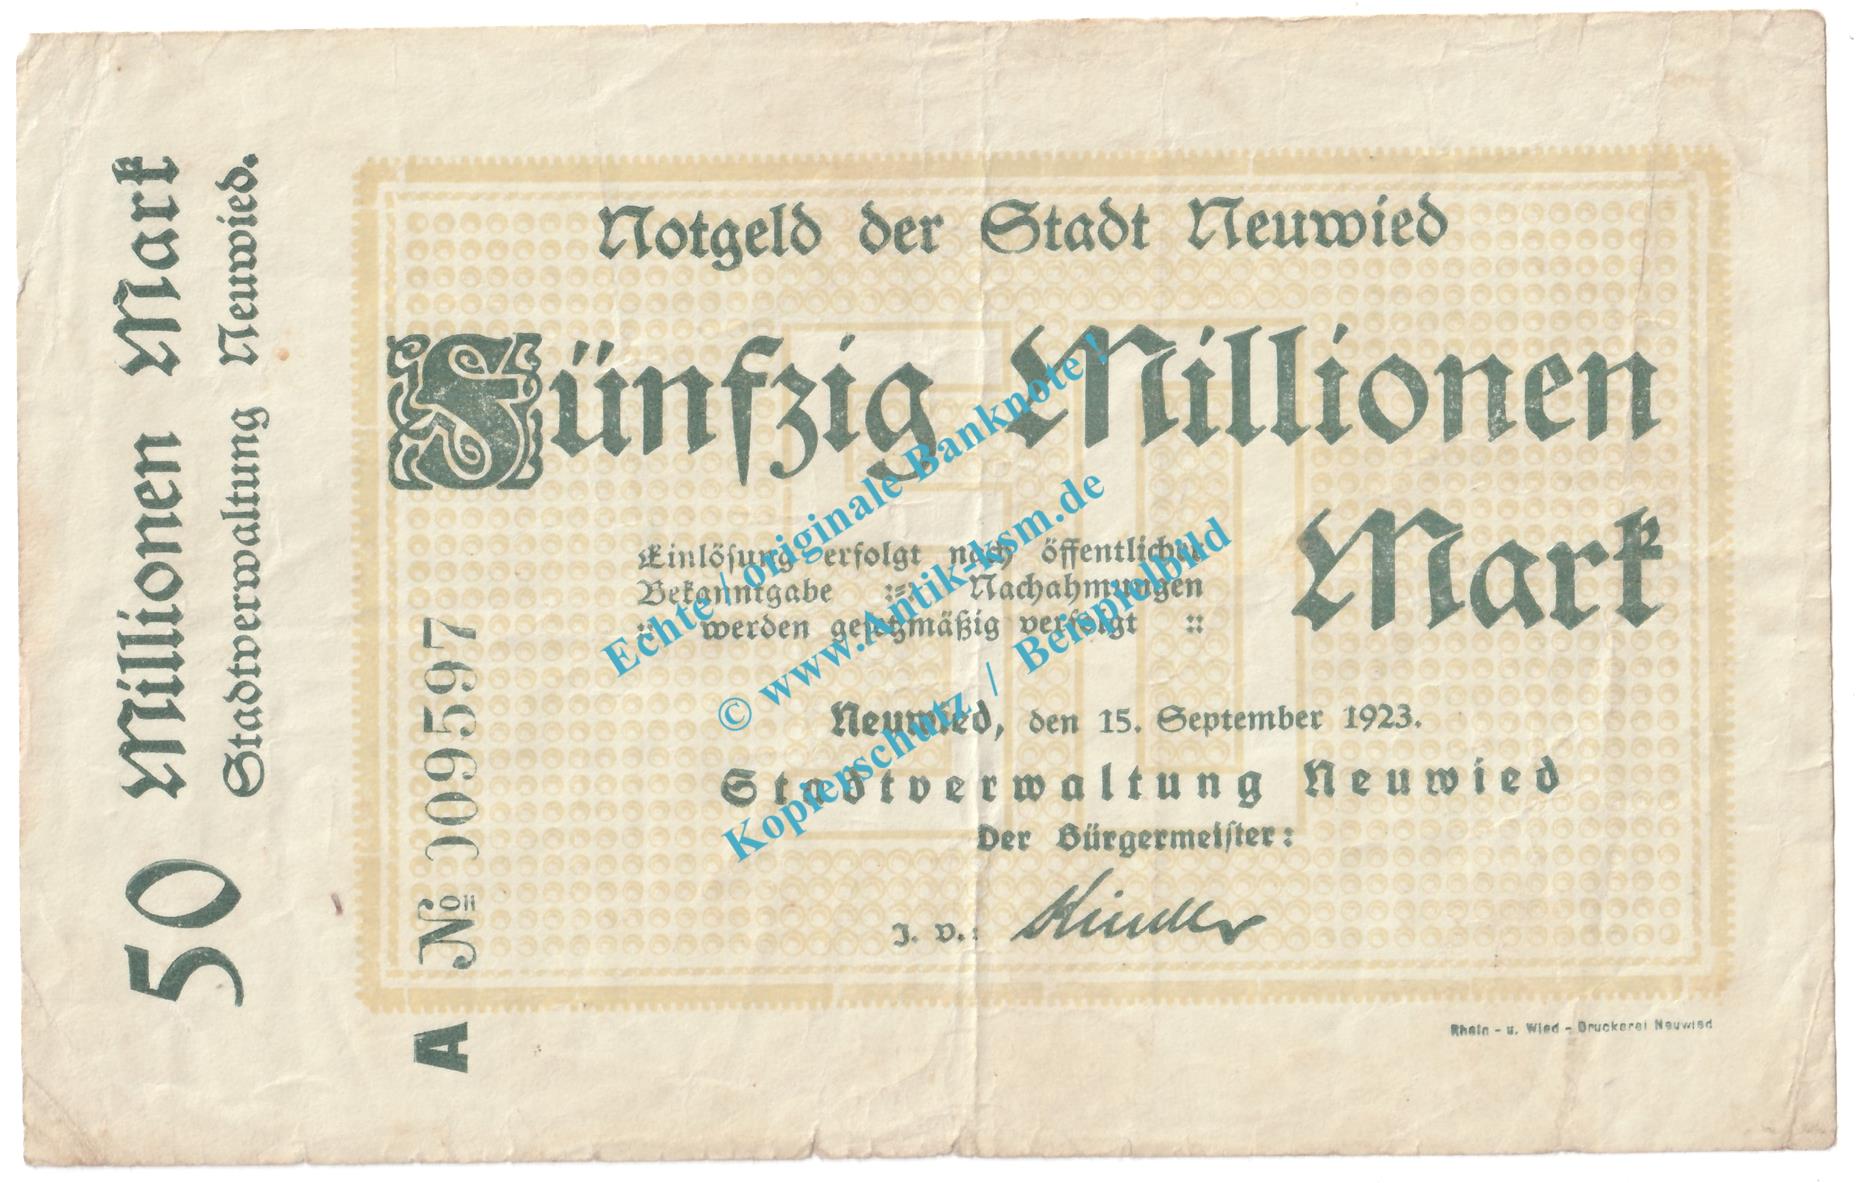 50 Millionen Mark
Stadtverwaltung Neuwied.
A № 009597
Notgeld der Stadt Neuwied
Fünfzig Millionen
Mark
Einlösung erfolgt nach öffentlicher
Bekanntgabe :=: Nachahmungen
:: werden gesetzmäßig verfolgt ::
Neuwied, den 15. September 1923.
Stadtverwaltung Neuwied
Der Bürgermeister:
J. V.:
Rhein- u. Wied-Druckerei Neuwied
Echte / originale Banknote !
© www.Antik-ksm.de
Kopierschutz / Beispielbild